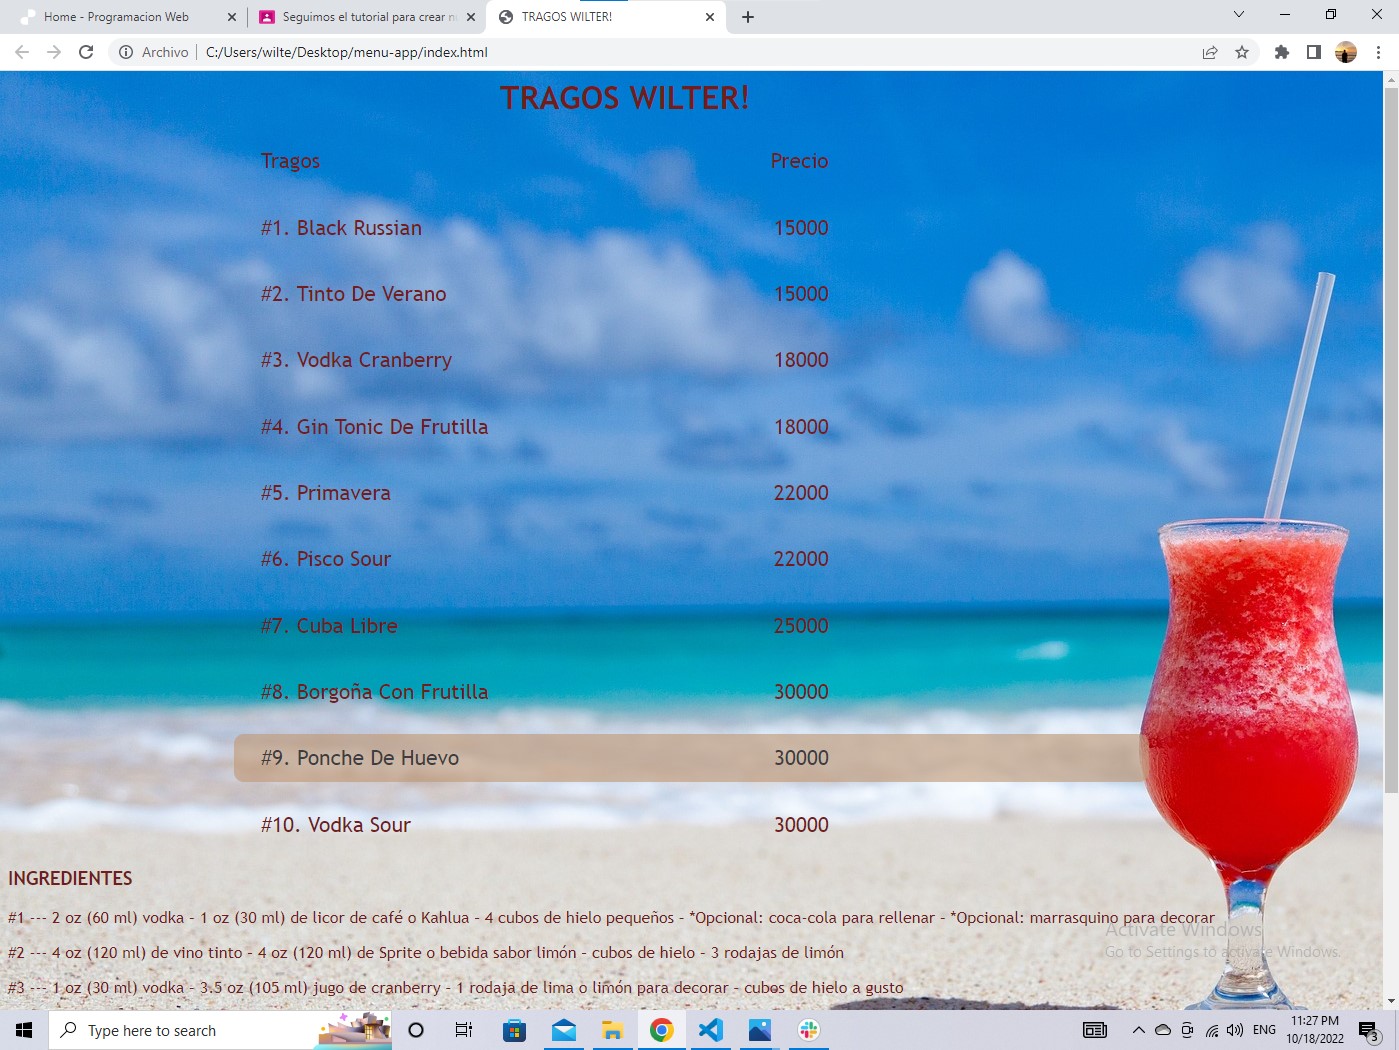 Home - Programacion Web
Seguimos el tutorial para crear
TRAGOS WILTER!
Archivo C:/Users/wilte/Desktop/menu-app/index.html
TRAGOS WILTER!
Tragos Precio
#1. Black Russian 15000
#2. Tinto De Verano 15000
#3. Vodka Cranberry 18000
#4. Gin Tonic De Frutilla 18000
#5. Primavera 22000
#6. Pisco Sour 22000
#7. Cuba Libre 25000
#8. Borgoña Con Frutilla 30000
#9. Ponche De Huevo 30000
#10. Vodka Sour 30000
INGREDIENTES
#1 --- 2 oz (60 ml) vodka - 1 oz (30 ml) de licor de café o Kahlua - 4 cubos de hielo pequeños - *Opcional: coca-cola para rellenar - *Opcional: marrasquino para decorar
#2 --- 4 oz (120 ml) de vino tinto - 4 oz (120 ml) de Sprite o bebida sabor limón - cubos de hielo - 3 rodajas de limón
#3 --- 1 oz (30 ml) vodka - 3.5 oz (105 ml) jugo de cranberry - 1 rodaja de lima o limón para decorar - cubos de hielo a gusto
Activate Windows
Go to Settings to activate Windows.
Type here to search
ENG
11:27 PM
10/18/2022
3